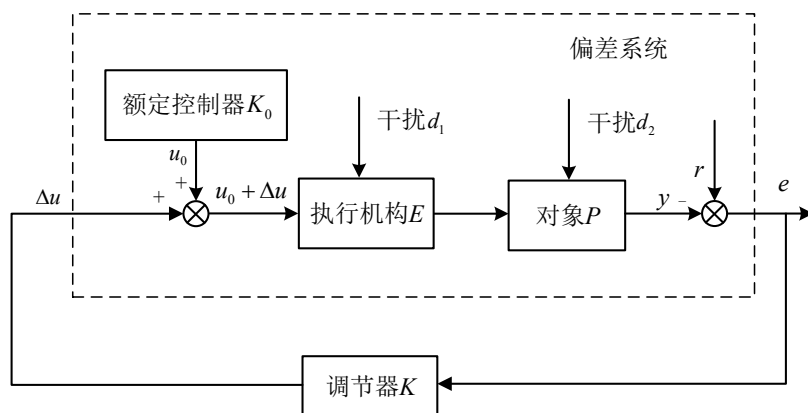 偏差系统
额定控制器K₀
干扰d₁
干扰d₂
u₀
r
e
Δu
+
+
u₀ + Δu
执行机构E
对象P
y
−
调节器K